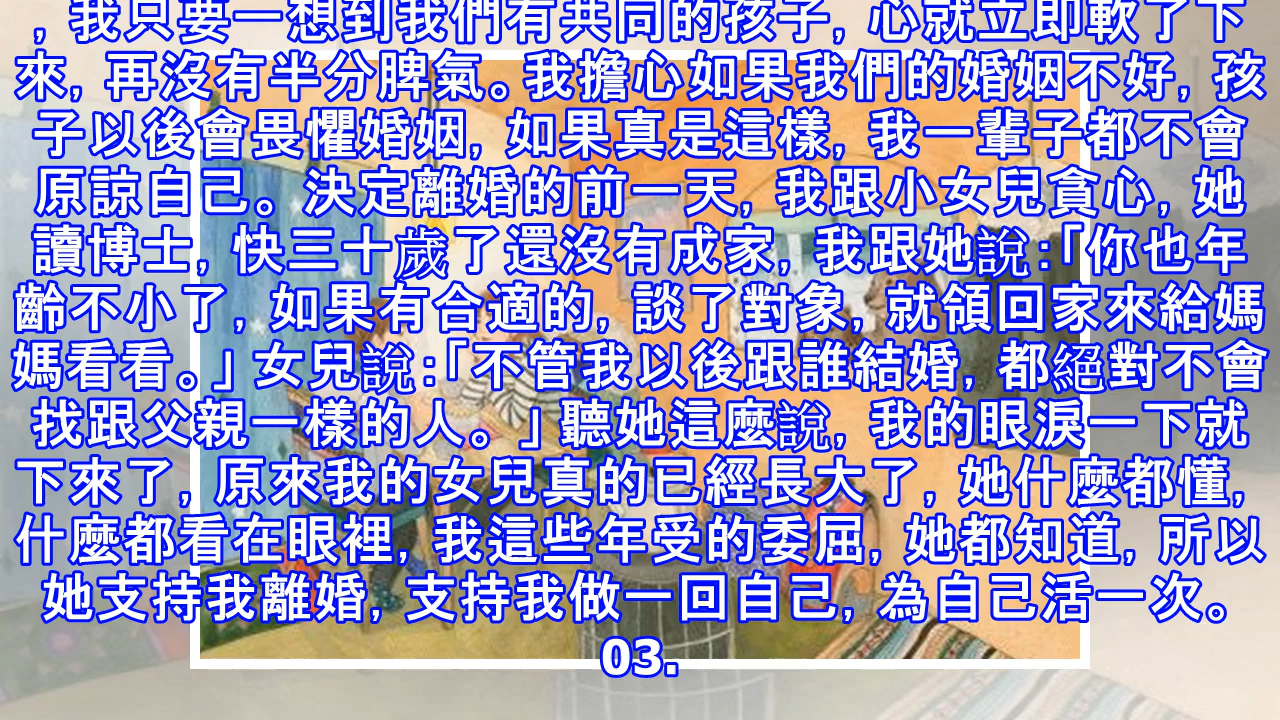 , 我只要一想到我們有共同的孩子, 心就立即軟了下
來, 再沒有半分脾氣。我擔心如果我們的婚姻不好, 孩
子以後會畏懼婚姻, 如果真是這樣, 我一輩子都不會
原諒自己。決定離婚的前一天, 我跟小女兒貪心, 她
讀博士, 快三十歲了還沒有成家, 我跟她說:「你也年
齡不小了, 如果有合適的, 談了對象, 就領回家來給媽
媽看看。」女兒說:「不管我以後跟誰結婚, 都絕對不會
找跟父親一樣的人。」聽她這麼說, 我的眼淚一下就
下來了, 原來我的女兒真的已經長大了, 她什麼都懂,
什麼都看在眼裡, 我這些年受的委屈, 她都知道, 所以
她支持我離婚, 支持我做一回自己, 為自己活一次。
03.